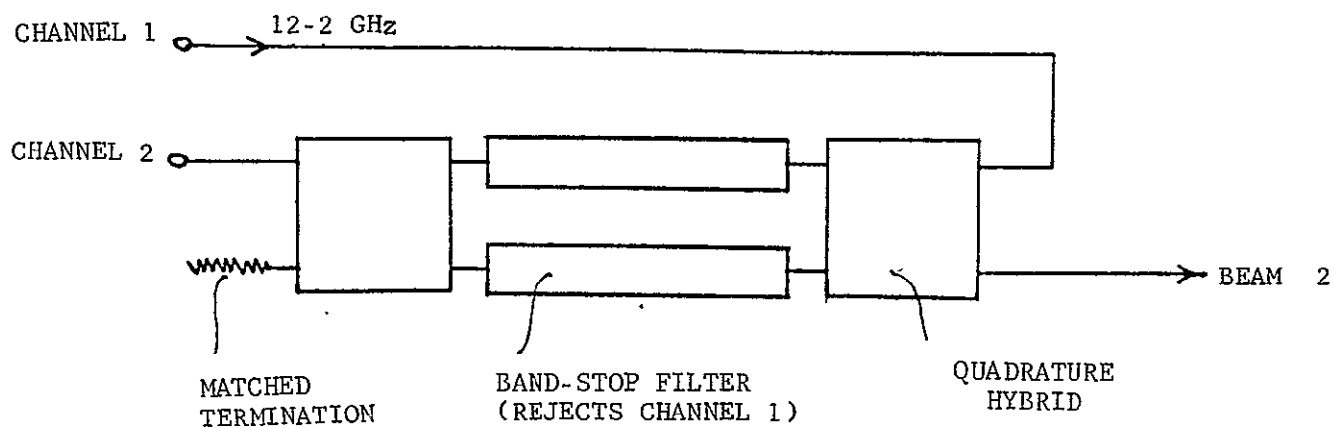 CHANNEL 1
12-2 GHz
CHANNEL 2
BEAM 2
MATCHED
TERMINATION
BAND-STOP FILTER
(REJECTS CHANNEL 1)
QUADRATURE
HYBRID